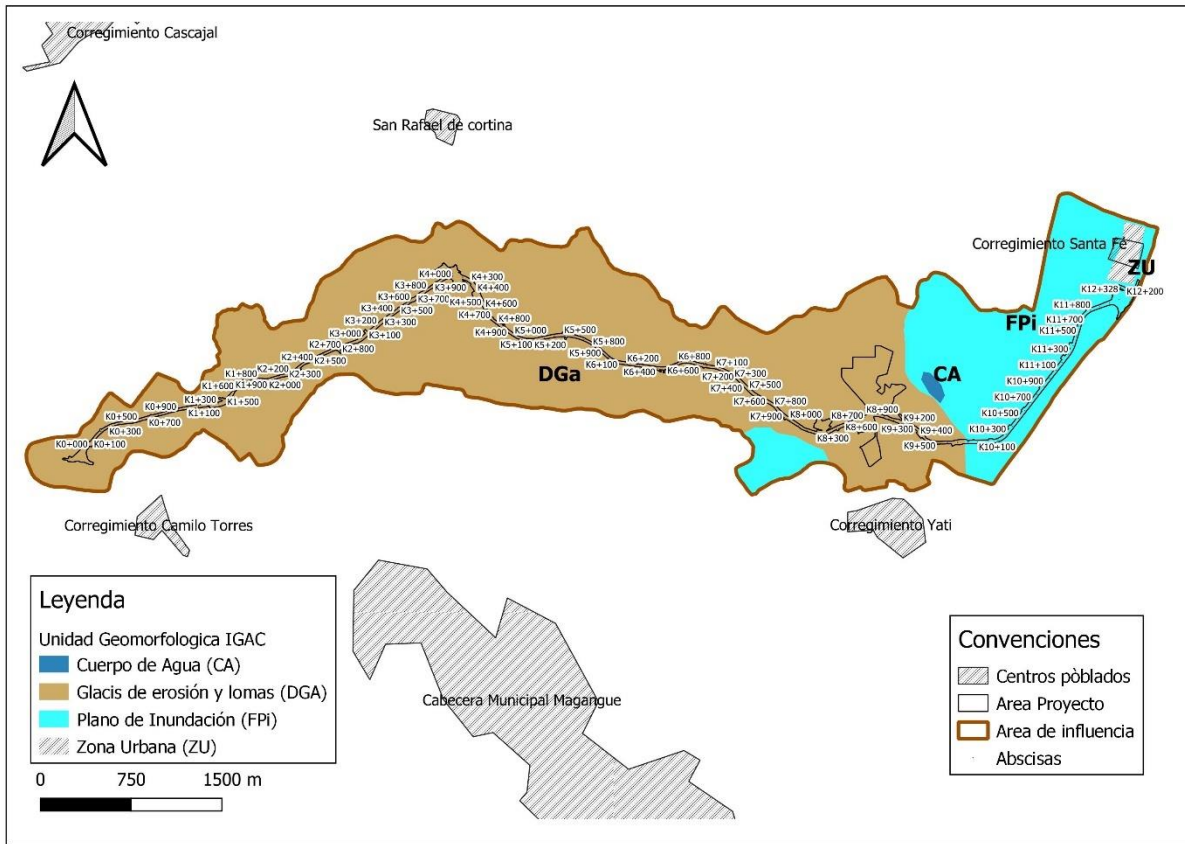 Corregimiento Cascajal
San Rafael de cortina
Corregimiento Santa Fé
ZU
K12+328
K12+200
K11+800
FPi
K11+700
K11+500
K11+300
K11+100
K10+900
K10+700
K10+500
K10+300
K10+100
CA
DGa
K4+000
K4+300
K3+800
K3+900
K4+400
K3+600
K3+700
K4+500
K4+600
K3+400
K3+500
K4+700
K3+200
K3+300
K4+800
K3+000
K3+100
K4+900
K5+000
K5+500
K2+700
K2+800
K5+100
K5+200
K5+800
K2+400
K2+500
K5+900
K6+200
K6+800
K7+100
K1+800
K2+200
K2+300
K6+100
K6+400
K6+600
K7+200
K7+300
K1+600
K1+900
K2+000
K7+400
K7+500
K0+900
K1+300
K1+500
K7+600
K7+800
K0+500
K1+100
K7+900
K8+000
K8+700
K8+900
K9+200
K0+300
K0+700
K8+600
K9+300
K9+400
K0+000
K0+100
K8+300
K9+500
Corregimiento Camilo Torres
Corregimiento Yati
Cabecera Municipal Magangue
Leyenda
Unidad Geomorfologica IGAC
Cuerpo de Agua (CA)
Glacis de erosión y lomas (DGA)
Plano de Inundación (FPi)
Zona Urbana (ZU)
0 750 1500 m
Convenciones
Centros pòblados
Area Proyecto
Area de influencia
Abscisas